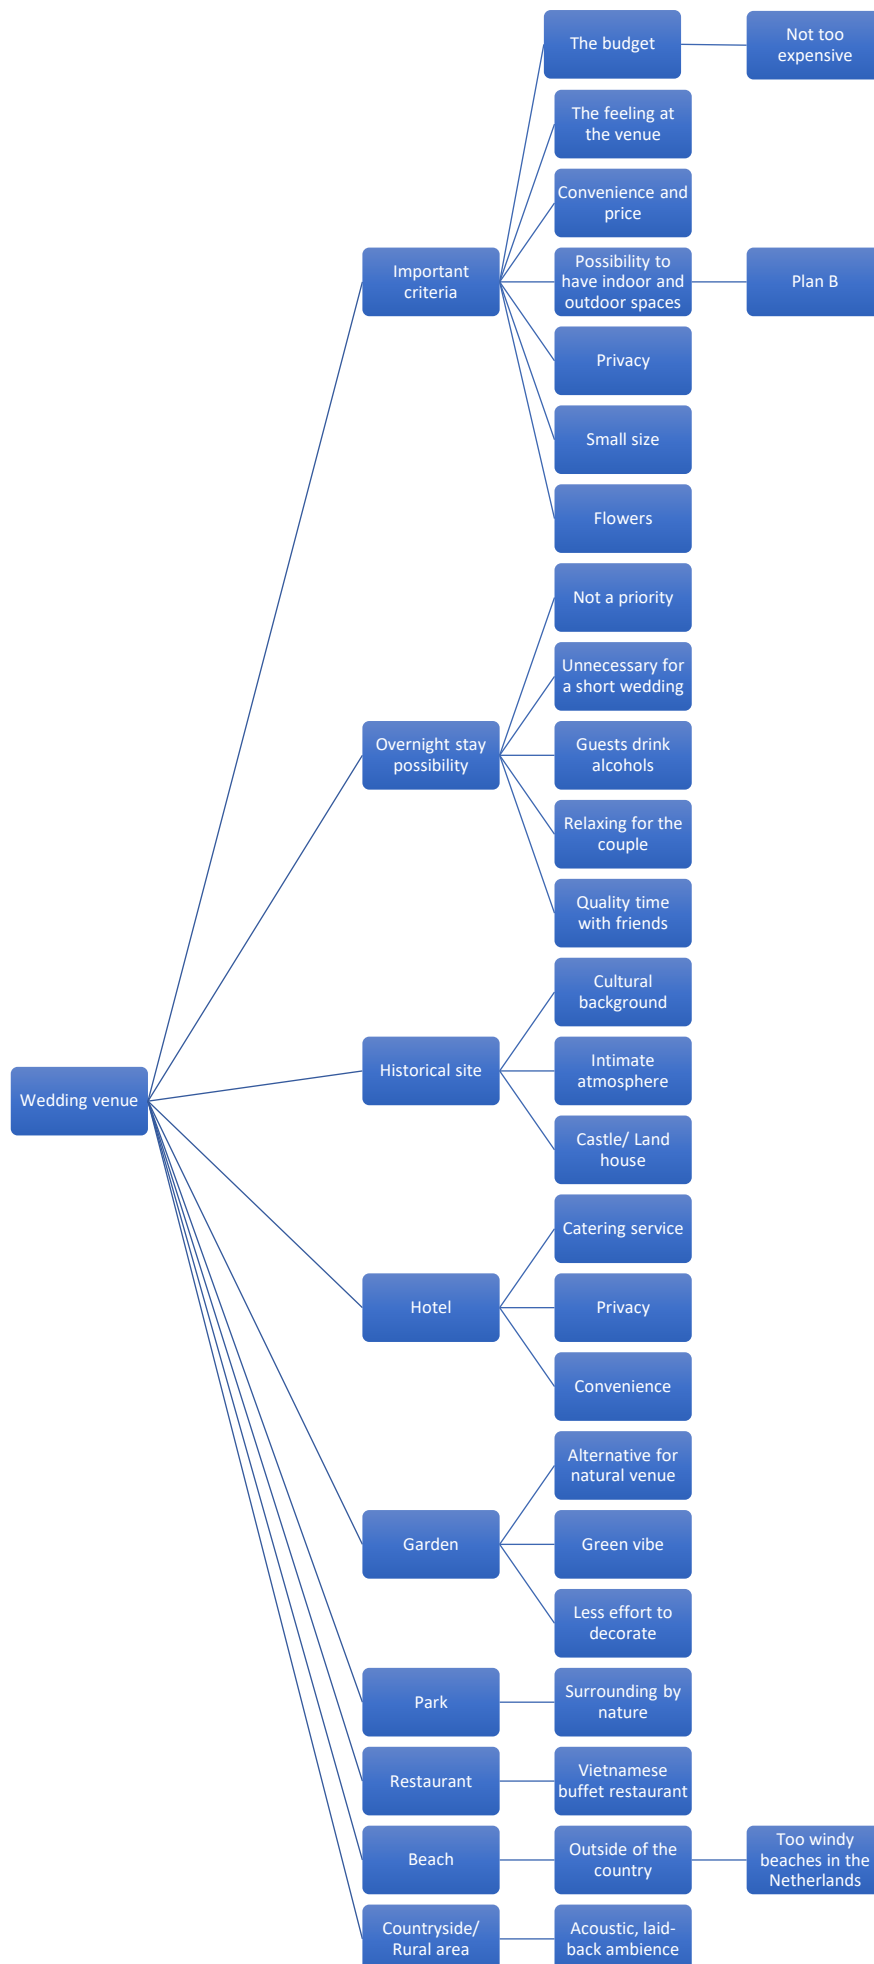 The budget
Not too
expensive
The feeling at
the venue
Convenience and
price
Important
criteria
Possibility to
have indoor and
outdoor spaces
Plan B
Privacy
Small size
Flowers
Not a priority
Unnecessary for
a short wedding
Overnight stay
possibility
Guests drink
alcohols
Relaxing for the
couple
Quality time
with friends
Cultural
background
Wedding venue
Historical site
Intimate
atmosphere
Castle/ Land
house
Catering service
Hotel
Privacy
Convenience
Alternative for
natural venue
Garden
Green vibe
Less effort to
decorate
Park
Surrounding by
nature
Restaurant
Vietnamese
buffet restaurant
Beach
Outside of the
country
Too windy
beaches in the
Netherlands
Countryside/
Rural area
Acoustic, laid-
back ambience